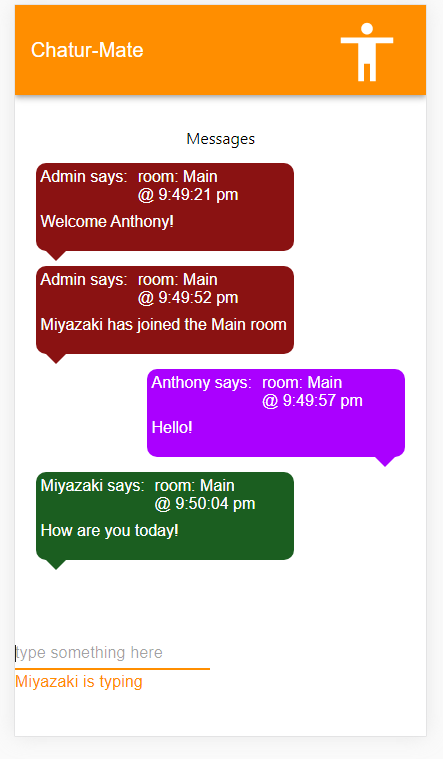 Chatur-Mate
Messages
Admin says: room: Main
@ 9:49:21 pm
Welcome Anthony!
Admin says: room: Main
@ 9:49:52 pm
Miyazaki has joined the Main room
Anthony says: room: Main
@ 9:49:57 pm
Hello!
Miyazaki says: room: Main
@ 9:50:04 pm
How are you today!
type something here
Miyazaki is typing